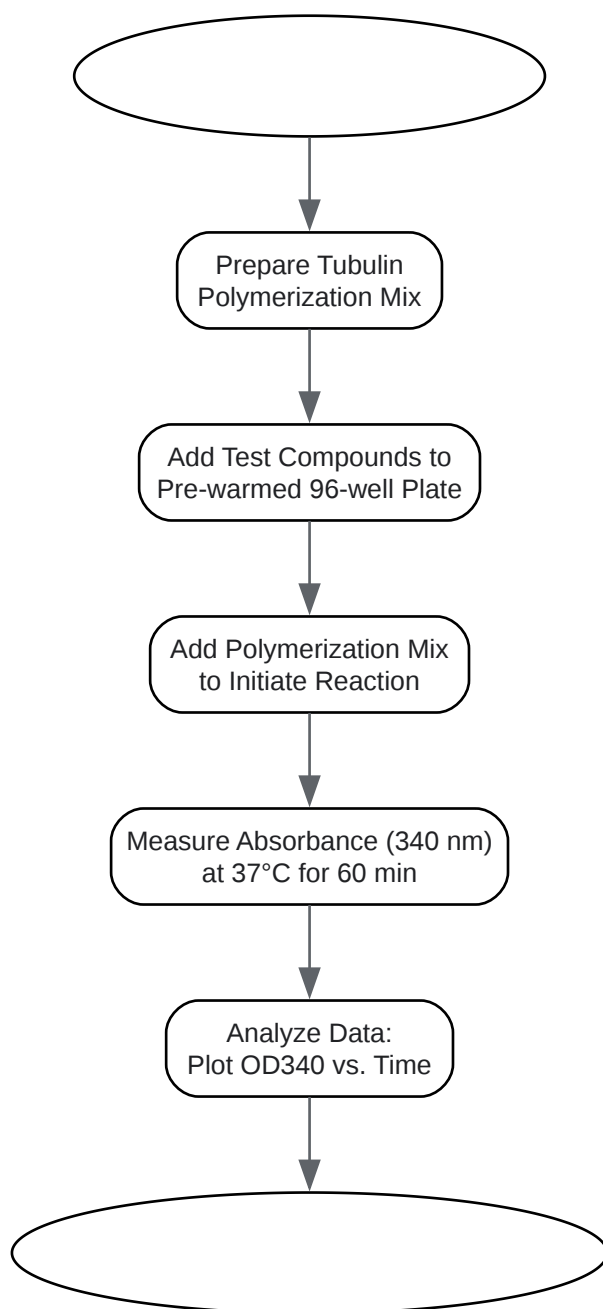 Prepare Tubulin
Polymerization Mix
Add Test Compounds to
Pre-warmed 96-well Plate
Add Polymerization Mix
to Initiate Reaction
Measure Absorbance (340 nm)
at 37°C for 60 min
Analyze Data:
Plot OD340 vs. Time